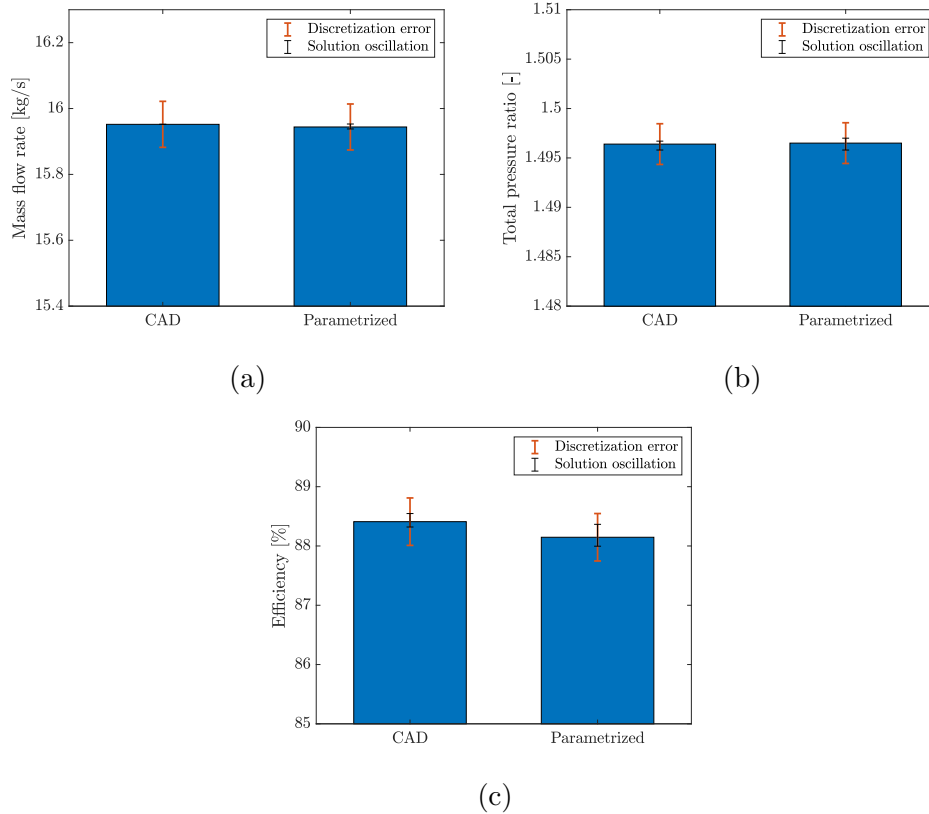 16.2
16
15.8
15.6
15.4
Mass flow rate [kg/s]
Discretization error
Solution oscillation
CAD
Parametrized
(a)
1.51
1.505
1.5
1.495
1.49
1.485
1.48
Total pressure ratio [-]
Discretization error
Solution oscillation
CAD
Parametrized
(b)
90
89
88
87
86
85
Efficiency [%]
Discretization error
Solution oscillation
CAD
Parametrized
(c)